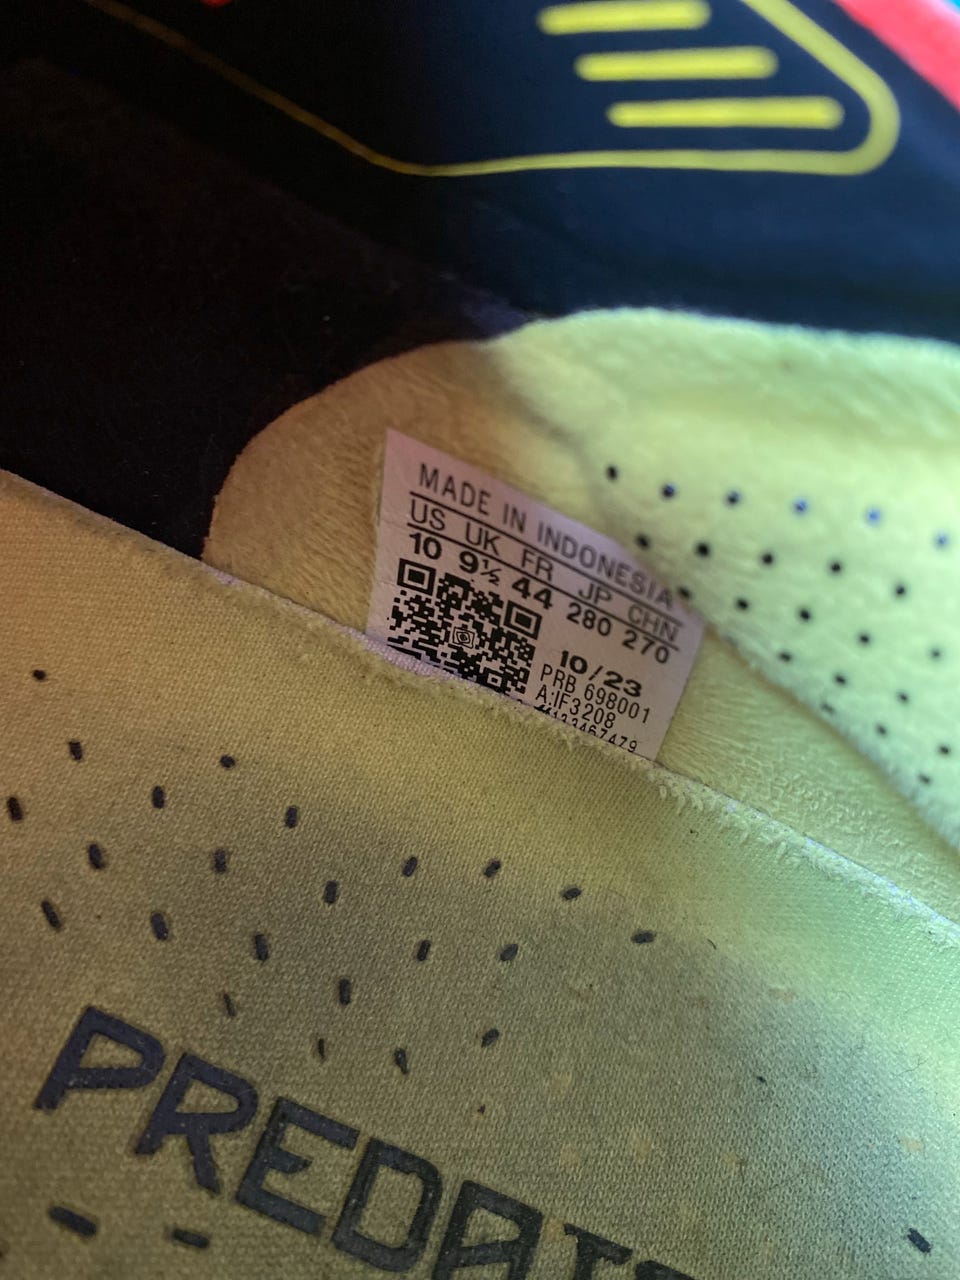 MADE IN INDONESIA
US UK FR JP CHN
10 9½ 44 280 270
10/23
PRB 698001
A:IF3208
PREDAT